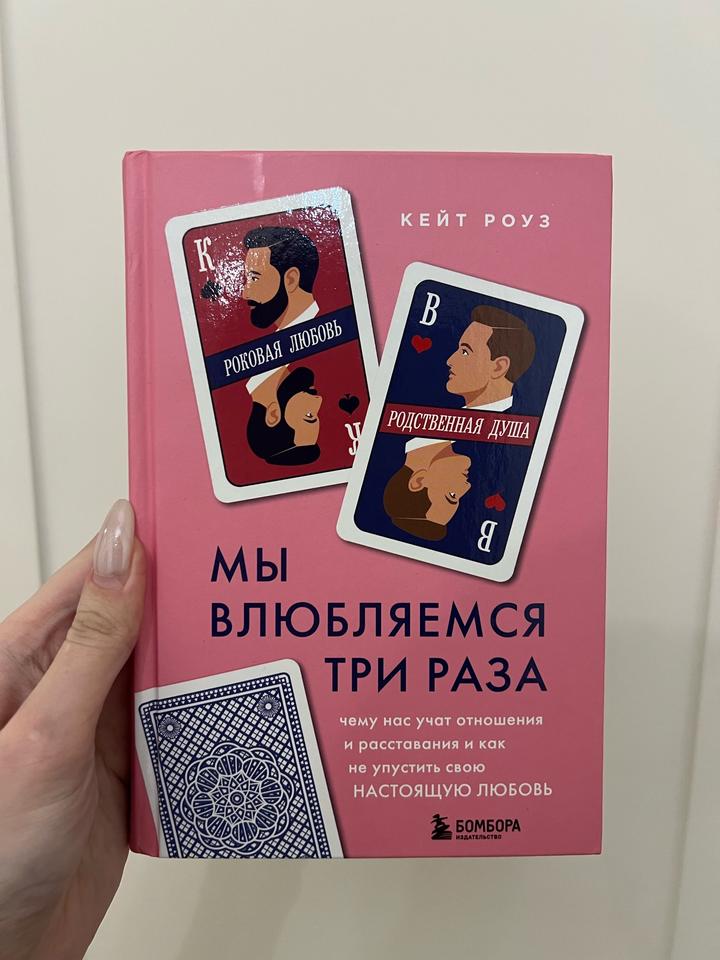 КЕЙТ РОУЗ
К
РОКОВАЯ ЛЮБОВЬ
К
В
РОДСТВЕННАЯ ДУША
В
МЫ
ВЛЮБЛЯЕМСЯ
ТРИ РАЗА
чему нас учат отношения
и расставания и как
не упустить свою
НАСТОЯЩУЮ ЛЮБОВЬ
БОМБОРА
ИЗДАТЕЛЬСТВО